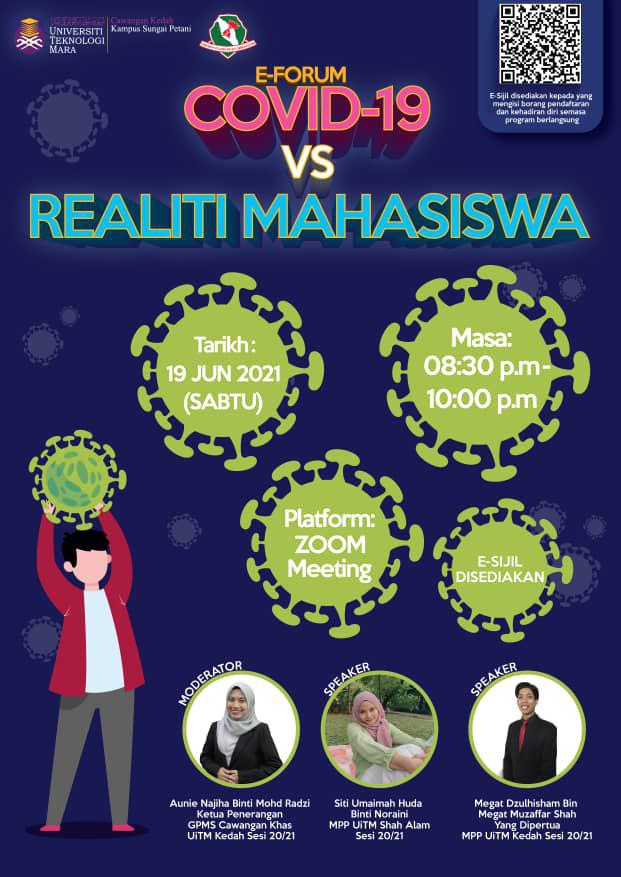 UNIVERSITI
TEKNOLOGI
MARA
Cawangan Kedah
Kampus Sungai Petani
E-Sijil disediakan kepada yang
mengisi borang pendaftaran
dan kehadiran diri semasa
program berlangsung
E-FORUM
COVID-19
VS
REALITI MAHASISWA
Tarikh :
19 JUN 2021
(SABTU)
Masa:
08:30 p.m -
10:00 p.m
Platform:
ZOOM
Meeting
E-SIJIL
DISEDIAKAN
MODERATOR
Aunie Najiha Binti Mohd Radzi
Ketua Penerangan
GPMS Cawangan Khas
UiTM Kedah Sesi 20/21
SPEAKER
Siti Umaimah Huda
Binti Noraini
MPP UiTM Shah Alam
Sesi 20/21
SPEAKER
Megat Dzulhisham Bin
Megat Muzaffar Shah
Yang Dipertua
MPP UiTM Kedah Sesi 20/21